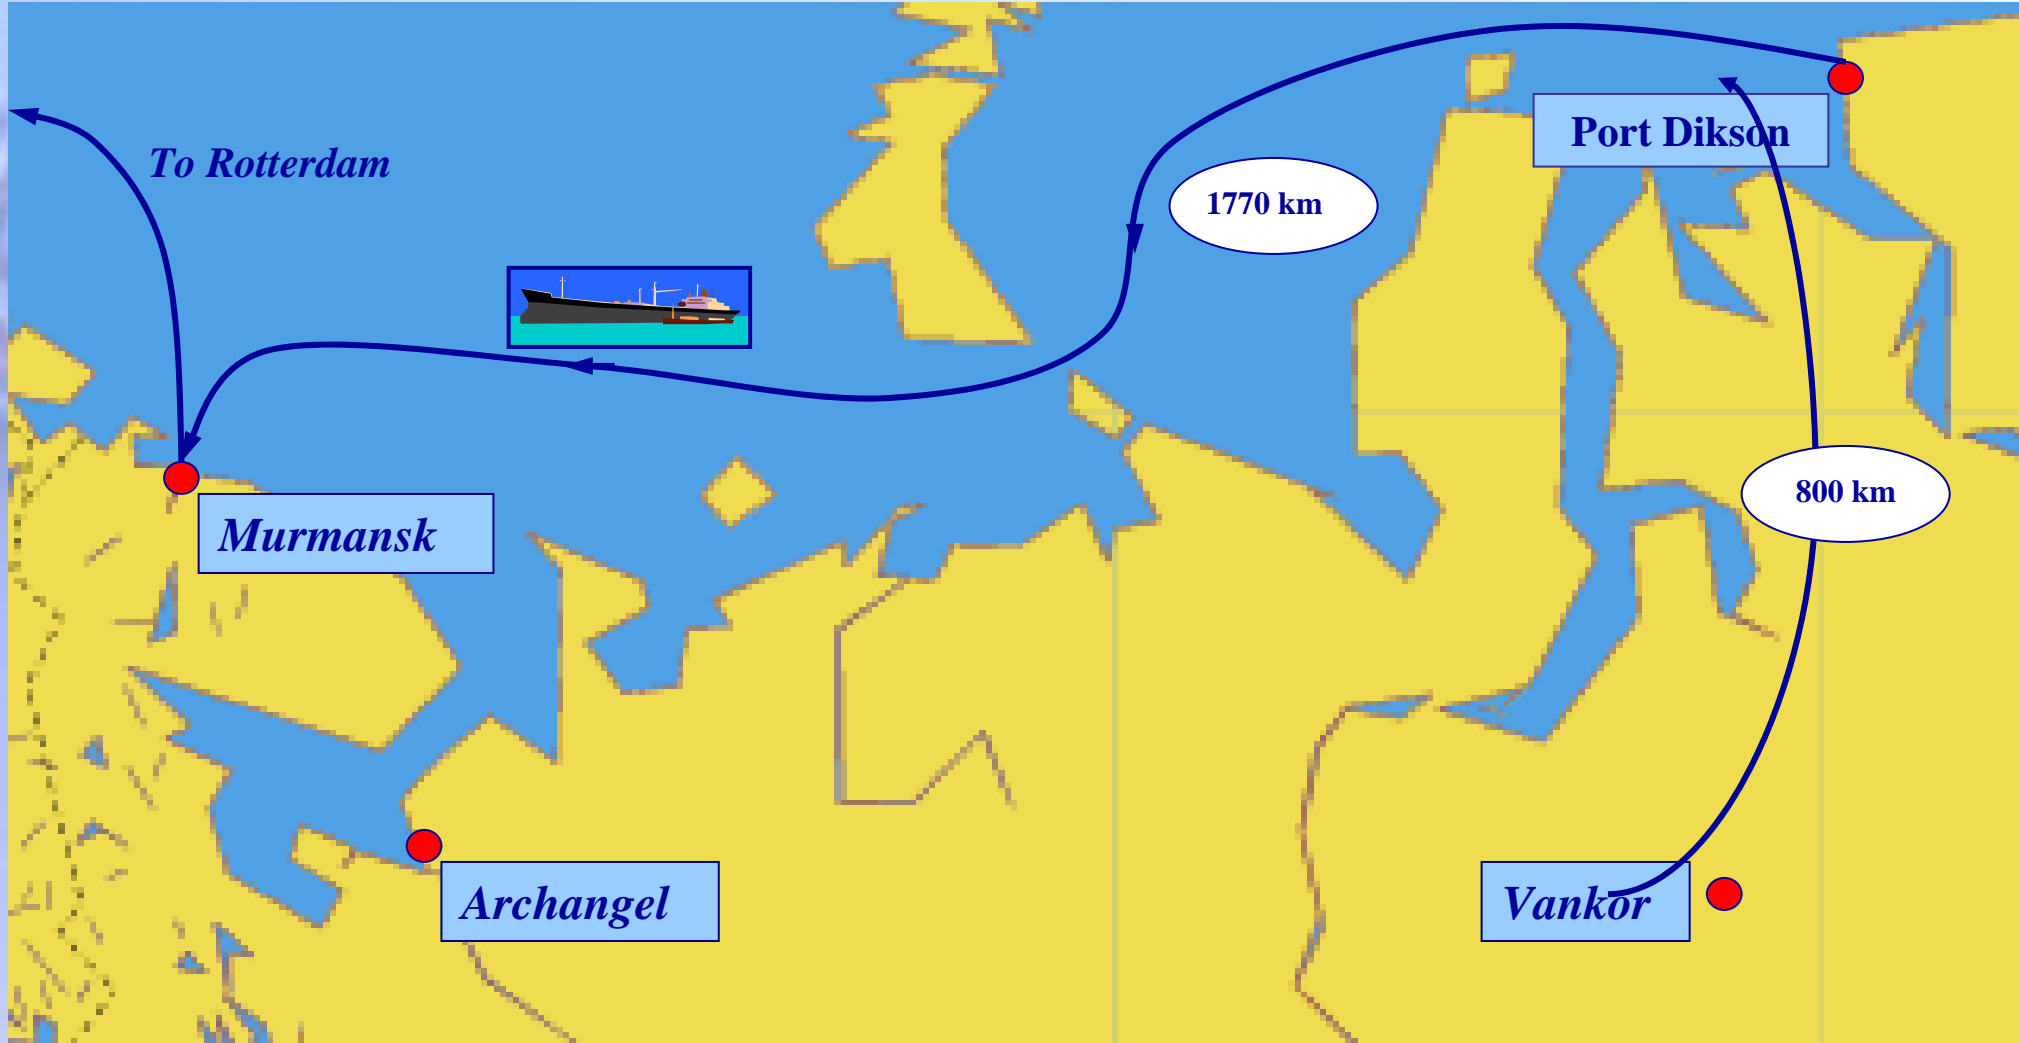 Port Dikson
To Rotterdam
1770 km
800 km
Murmansk
Archangel
Vankor